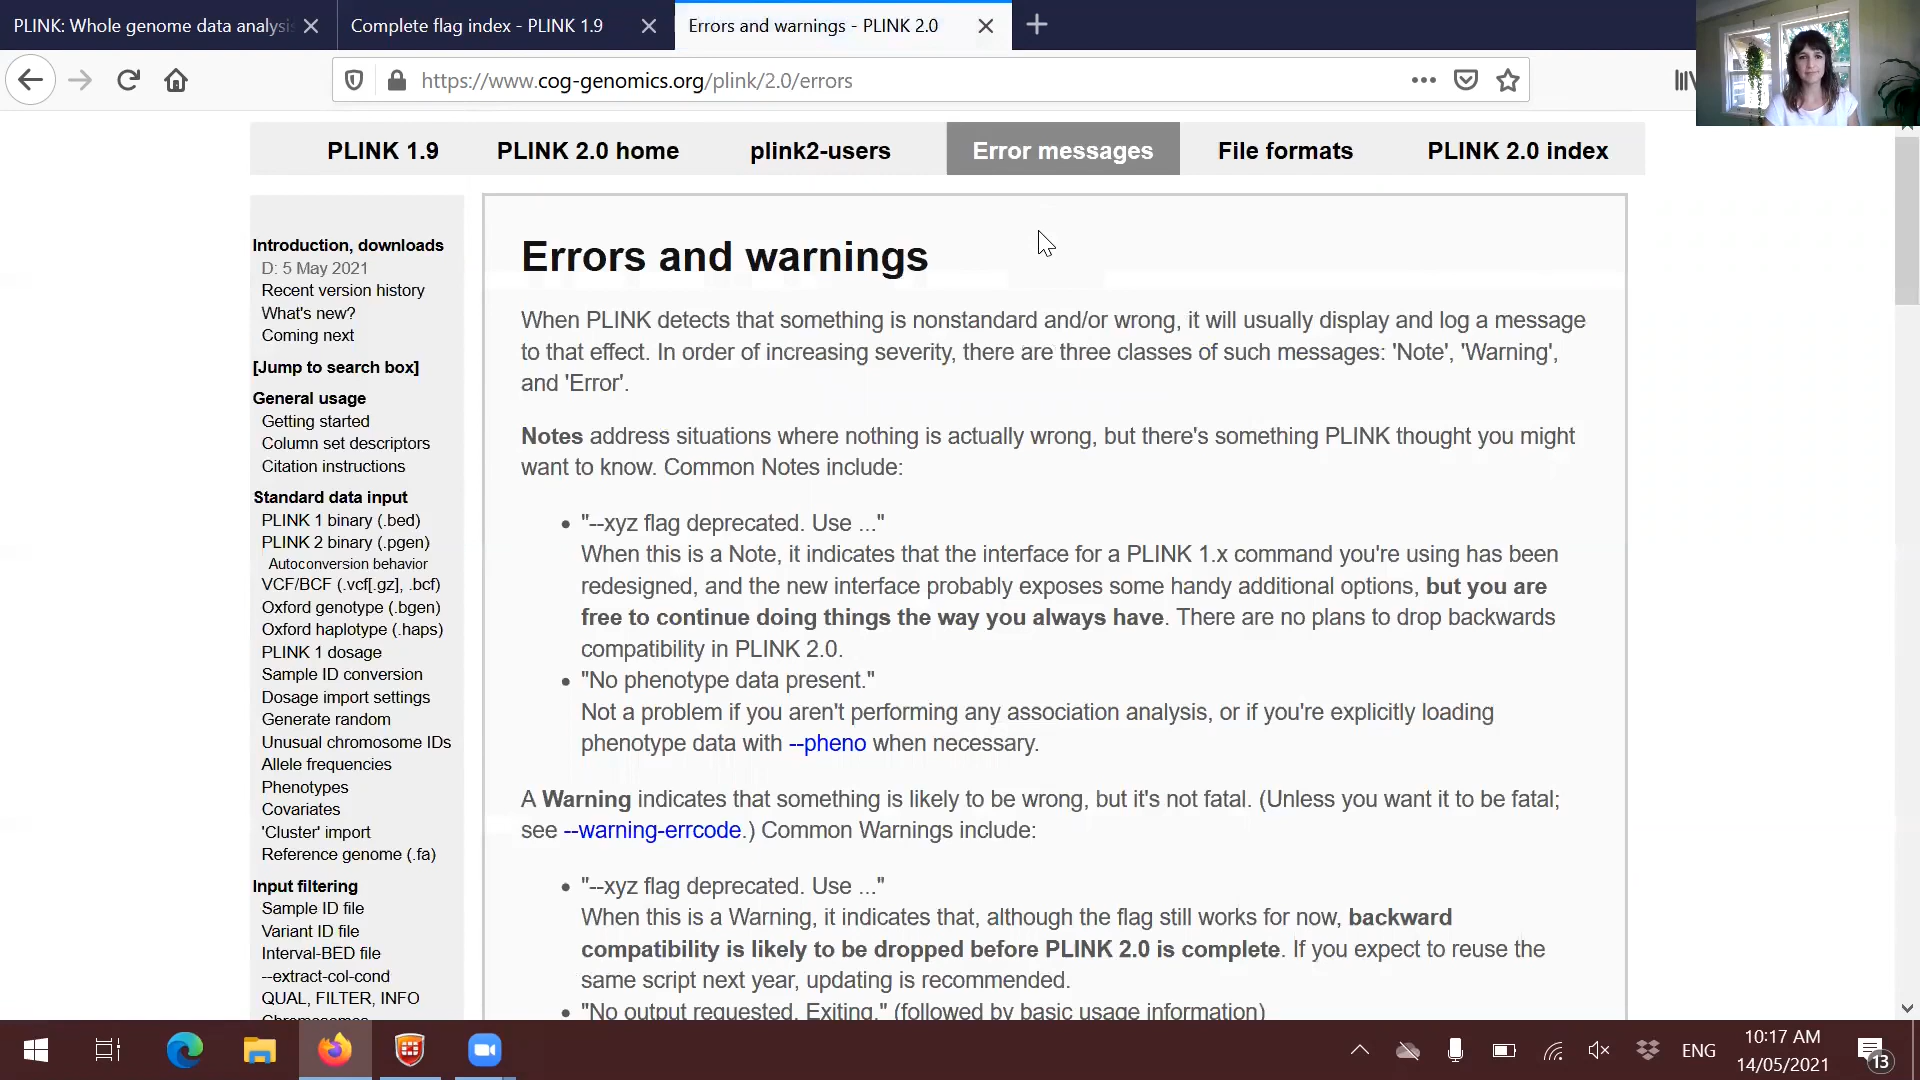 PLINK: Whole genome data analysis
Complete flag index - PLINK 1.9
Errors and warnings - PLINK 2.0
https://www.cog-genomics.org/plink/2.0/errors
PLINK 1.9
PLINK 2.0 home
plink2-users
Error messages
File formats
PLINK 2.0 index
Introduction, downloads
D: 5 May 2021
Recent version history
What's new?
Coming next
[Jump to search box]
General usage
Getting started
Column set descriptors
Citation instructions
Standard data input
PLINK 1 binary (.bed)
PLINK 2 binary (.pgen)
Autoconversion behavior
VCF/BCF (.vcf[.gz], .bcf)
Oxford genotype (.bgen)
Oxford haplotype (.haps)
PLINK 1 dosage
Sample ID conversion
Dosage import settings
Generate random
Unusual chromosome IDs
Allele frequencies
Phenotypes
Covariates
'Cluster' import
Reference genome (.fa)
Input filtering
Sample ID file
Variant ID file
Interval-BED file
--extract-col-cond
QUAL, FILTER, INFO
Chromosomes
Errors and warnings
When PLINK detects that something is nonstandard and/or wrong, it will usually display and log a message
to that effect. In order of increasing severity, there are three classes of such messages: 'Note', 'Warning',
and 'Error'.
Notes address situations where nothing is actually wrong, but there's something PLINK thought you might
want to know. Common Notes include:
• "--xyz flag deprecated. Use ..."
When this is a Note, it indicates that the interface for a PLINK 1.x command you're using has been
redesigned, and the new interface probably exposes some handy additional options, but you are
free to continue doing things the way you always have. There are no plans to drop backwards
compatibility in PLINK 2.0.
• "No phenotype data present."
Not a problem if you aren't performing any association analysis, or if you're explicitly loading
phenotype data with --pheno when necessary.
A Warning indicates that something is likely to be wrong, but it's not fatal. (Unless you want it to be fatal;
see --warning-errcode.) Common Warnings include:
• "--xyz flag deprecated. Use ..."
When this is a Warning, it indicates that, although the flag still works for now, backward
compatibility is likely to be dropped before PLINK 2.0 is complete. If you expect to reuse the
same script next year, updating is recommended.
• "No output requested. Exiting." (followed by basic usage information)
ENG
10:17 AM
14/05/2021
13